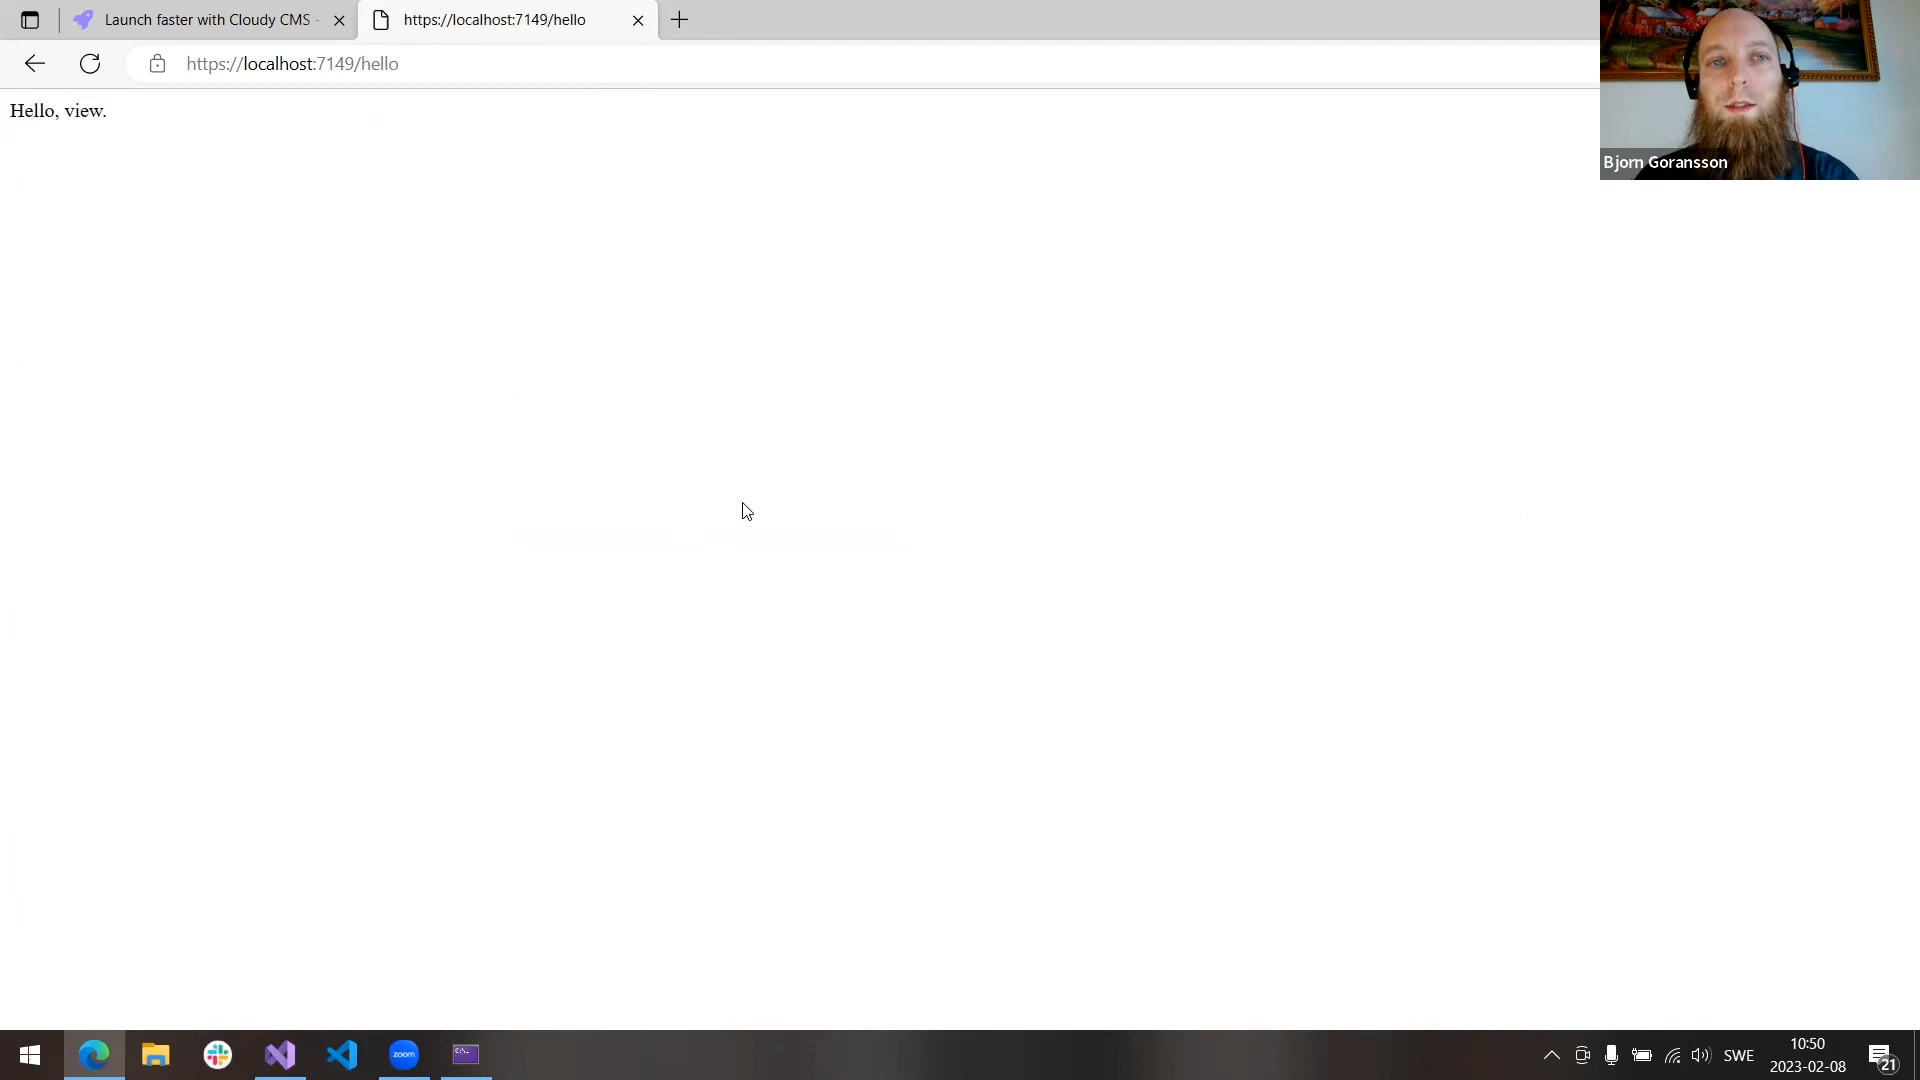 Launch faster with Cloudy CMS -
https://localhost:7149/hello
https://localhost:7149/hello
Hello, view.
Bjorn Goransson
zoom
C:\.
SWE
10:50
2023-02-08
21